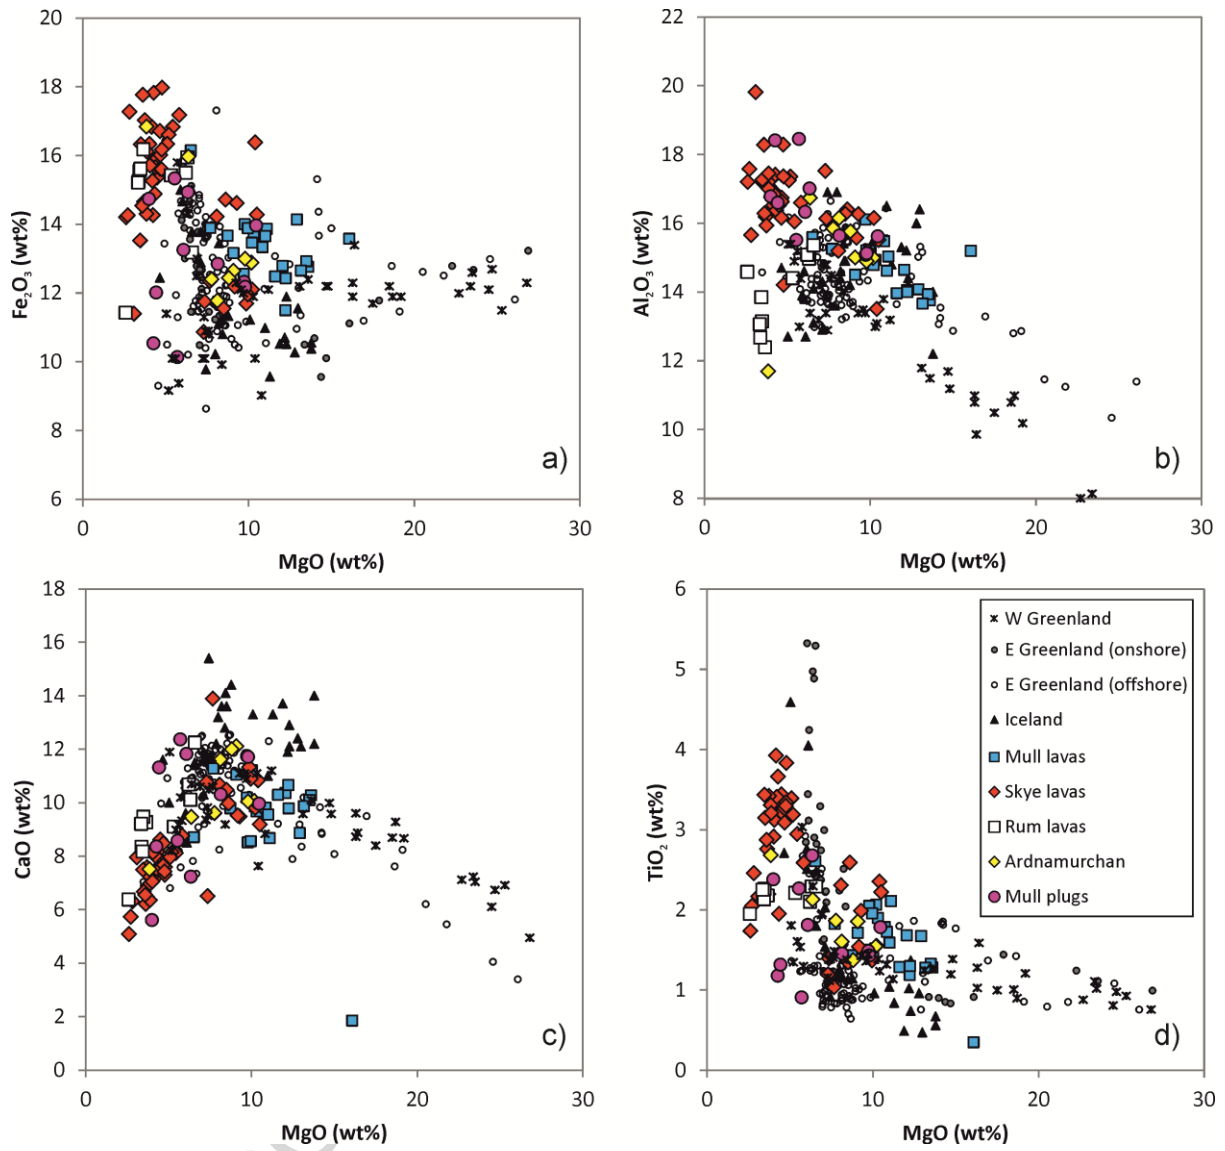 20
18
16
14
12
10
8
6
0
10
20
30
Fe₂O₃ (wt%)
MgO (wt%)
a)
22
20
18
16
14
12
10
8
0
10
20
30
Al₂O₃ (wt%)
MgO (wt%)
b)
18
16
14
12
10
8
6
4
2
0
0
10
20
30
CaO (wt%)
MgO (wt%)
c)
6
5
4
3
2
1
0
0
10
20
30
TiO₂ (wt%)
MgO (wt%)
d)
W Greenland
E Greenland (onshore)
E Greenland (offshore)
Iceland
Mull lavas
Skye lavas
Rum lavas
Ardnamurchan
Mull plugs